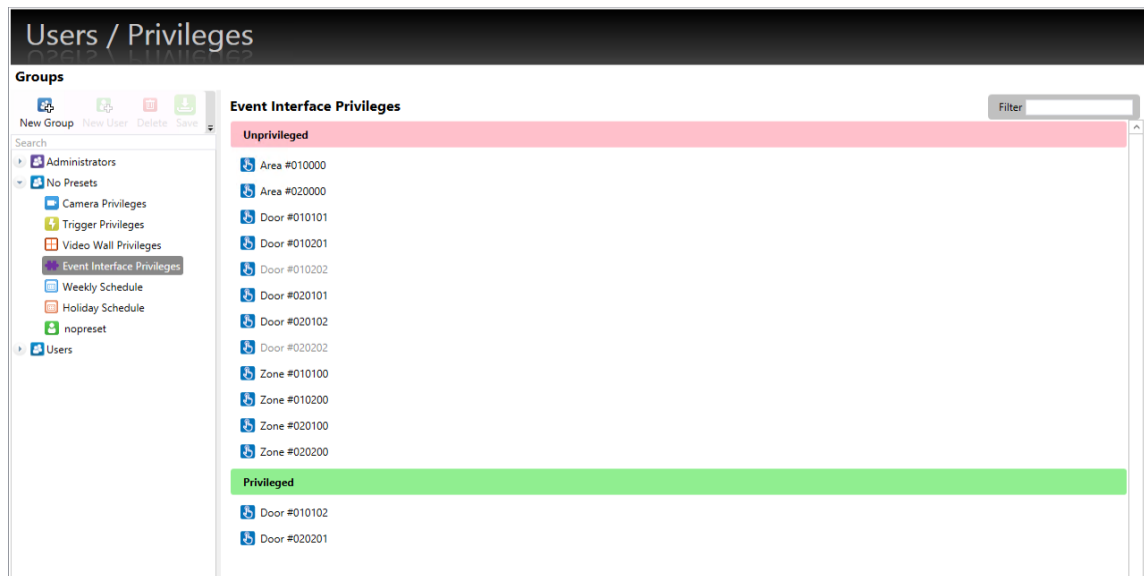 Users / Privileges
Groups
New Group New User Delete Save
Search
Administrators
No Presets
Camera Privileges
Trigger Privileges
Video Wall Privileges
Event Interface Privileges
Weekly Schedule
Holiday Schedule
nopreset
Users
Event Interface Privileges
Filter
Unprivileged
Area #010000
Area #020000
Door #010101
Door #010201
Door #010202
Door #020101
Door #020102
Door #020202
Zone #010100
Zone #010200
Zone #020100
Zone #020200
Privileged
Door #010102
Door #020201